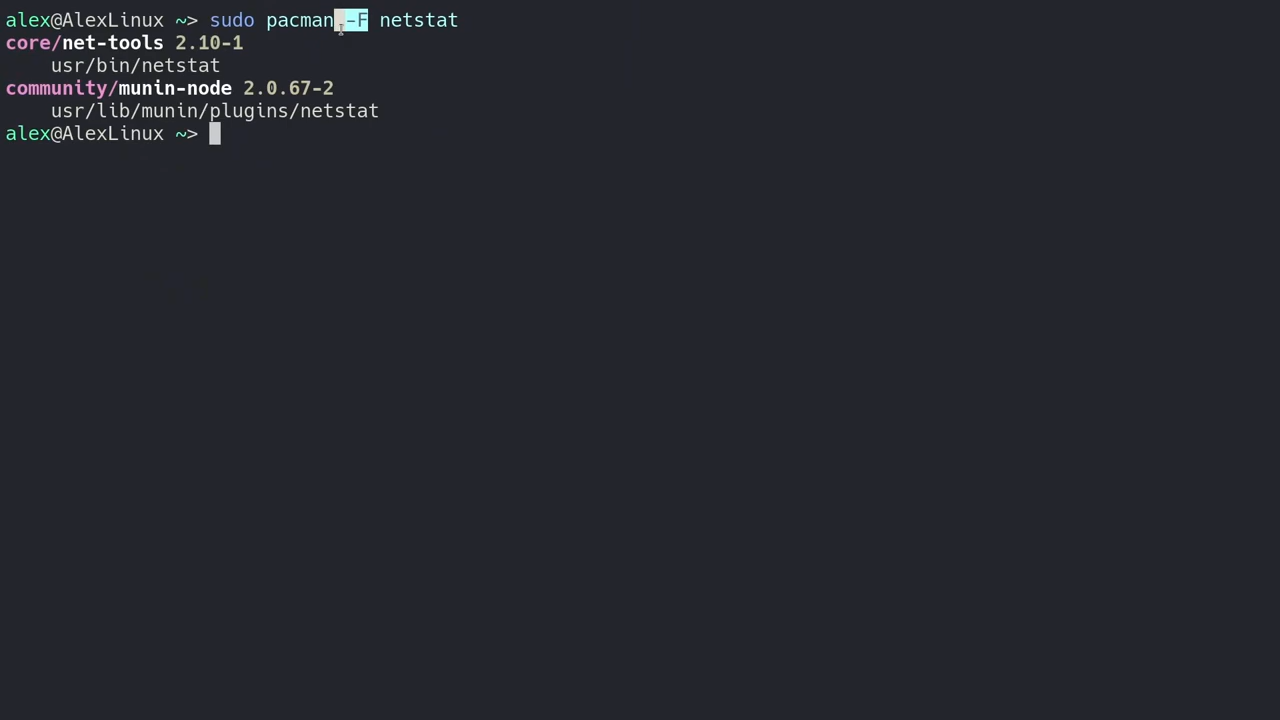 alex@AlexLinux ~> sudo pacman -F netstat
core/net-tools 2.10-1
    usr/bin/netstat
community/munin-node 2.0.67-2
    usr/lib/munin/plugins/netstat
alex@AlexLinux ~>